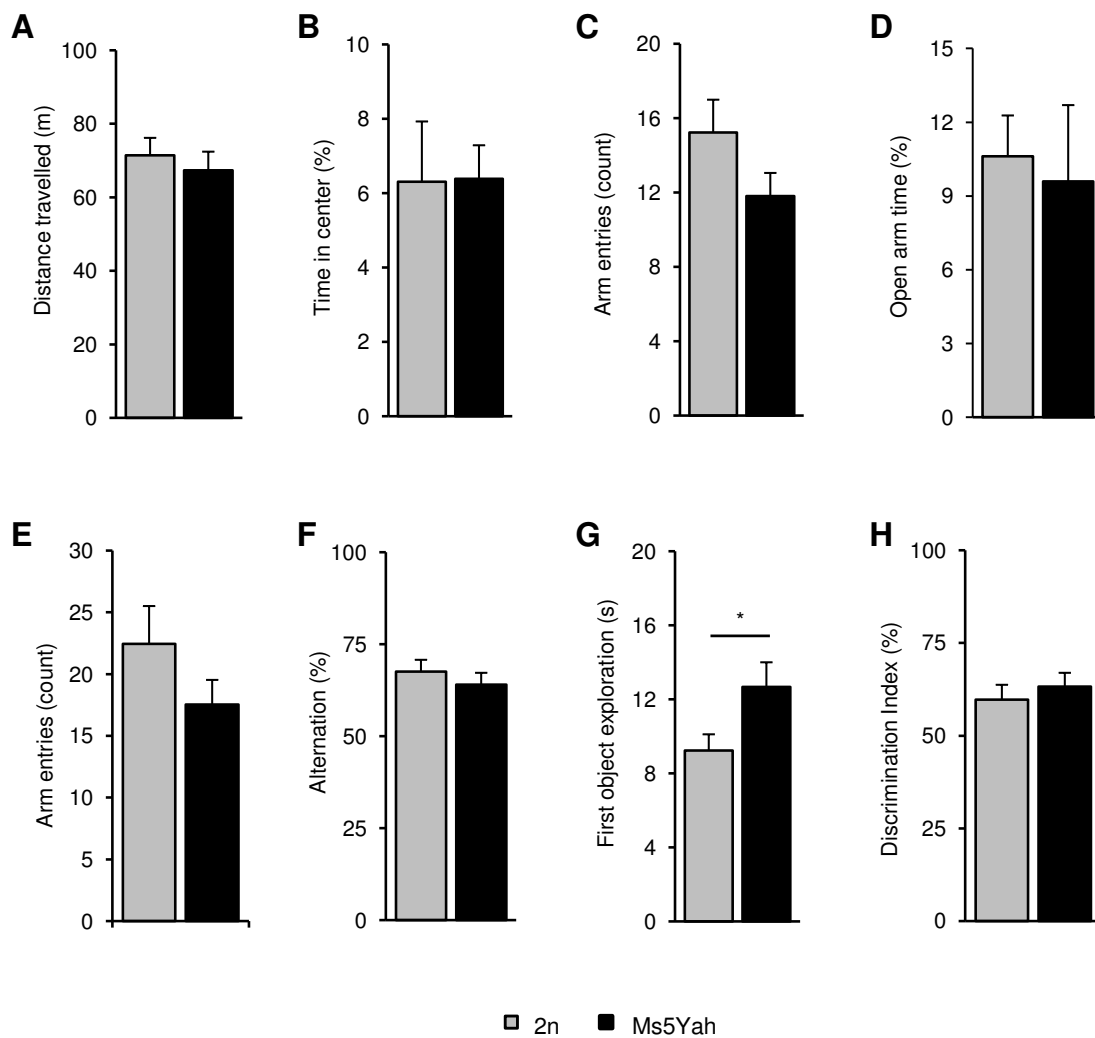 A
Distance travelled (m)
100
80
60
40
20
0
B
Time in center (%)
10
8
6
4
2
0
C
Arm entries (count)
20
16
12
8
4
0
D
Open arm time (%)
15
12
9
6
3
0
E
Arm entries (count)
30
25
20
15
10
5
0
F
Alternation (%)
100
75
50
25
0
G
First object exploration (s)
20
16
12
8
4
0
*
H
Discrimination Index (%)
100
75
50
25
0
2n
Ms5Yah